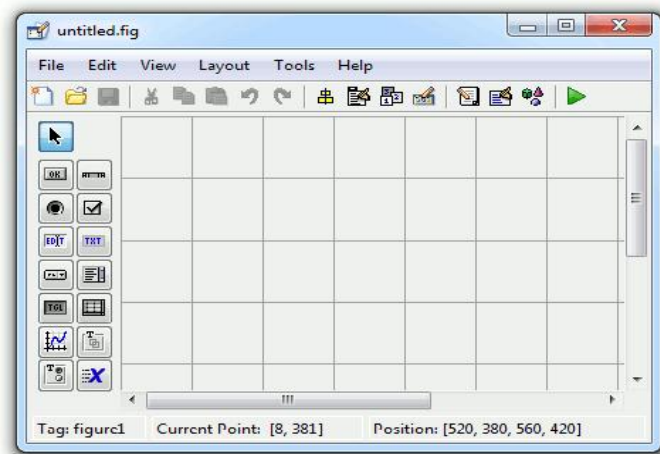 untitled.fig
File Edit View Layout Tools Help
OK
EDIT TXT
TGL
T
T X
Tag: figure1 Current Point: [8, 381] Position: [520, 380, 560, 420]